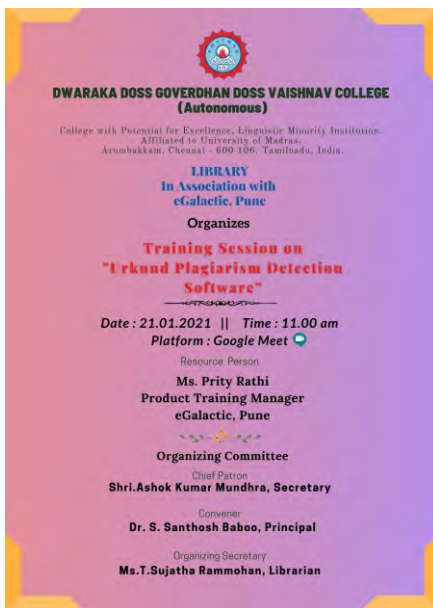 DWARAKA DOSS GOVERDHAN DOSS VAISHNAV COLLEGE
(Autonomous)
College with Potential for Excellence, Linguistic Minority Institution.
Affiliated to University of Madras.
Arumbakkam, Chennai - 600 106. Tamilnadu, India.
LIBRARY
In Association with
eGalactic, Pune
Organizes
Training Session on
"Urkund Plagiarism Detection
Software"
Date : 21.01.2021 || Time : 11.00 am
Platform : Google Meet
Resource Person
Ms. Prity Rathi
Product Training Manager
eGalactic, Pune
Organizing Committee
Chief Patron
Shri.Ashok Kumar Mundhra, Secretary
Convener
Dr. S. Santhosh Baboo, Principal
Organizing Secretary
Ms.T.Sujatha Rammohan, Librarian